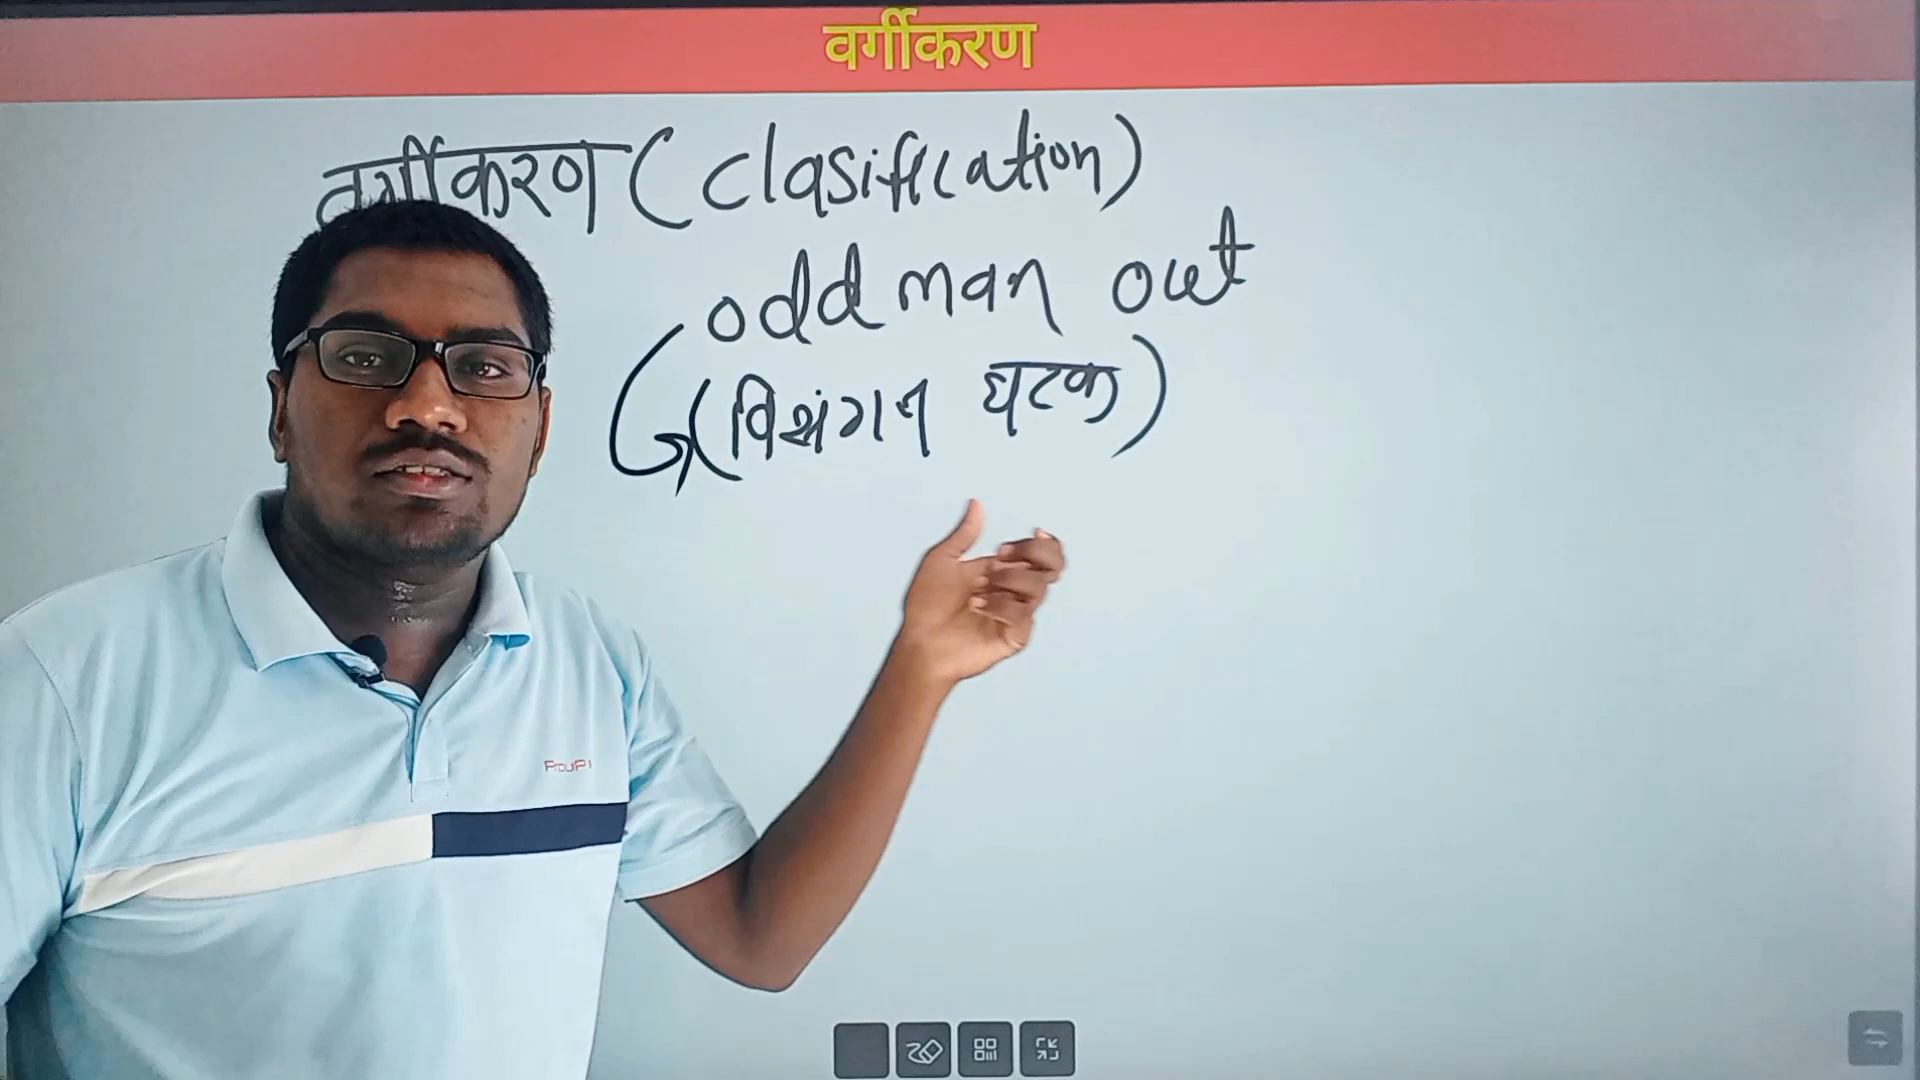 वर्गीकरण
वर्गीकरण (clasification)
odd man out
(विसंगत घटक)